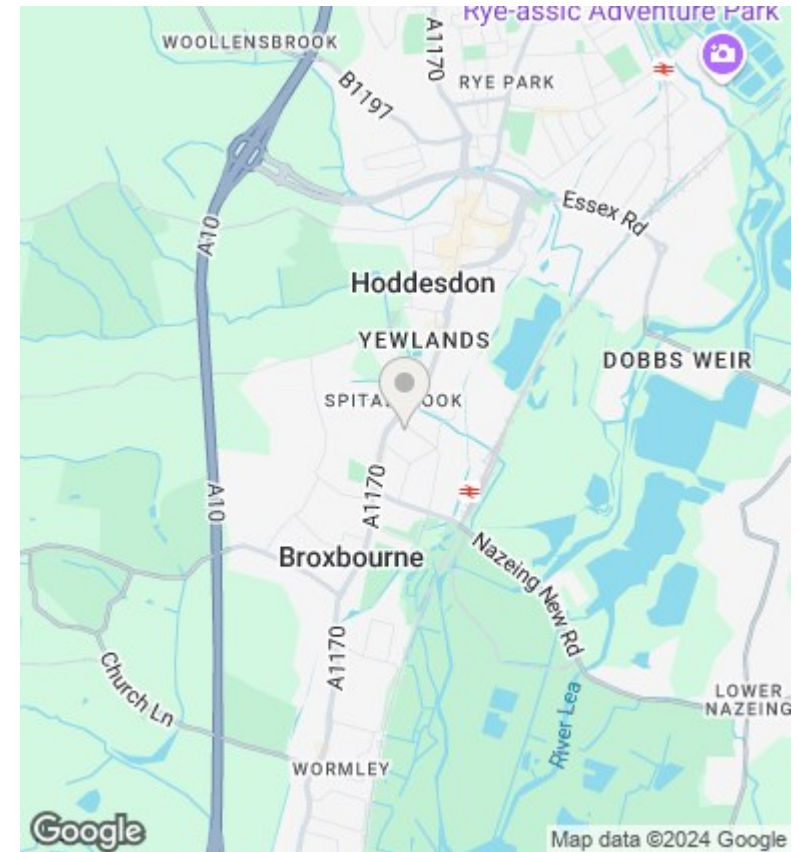 Rye-assic Adventure Park
WOOLLENSBROOK
A1170
RYE PARK
B1197
Essex Rd
A10
Hoddesdon
YEWLANDS
DOBBS WEIR
SPITALBROOK
A1170
A10
Broxbourne
Nazeing New Rd
A1170
Church Ln
River Lea
LOWER
NAZEING
WORMLEY
Google
Map data ©2024 Google